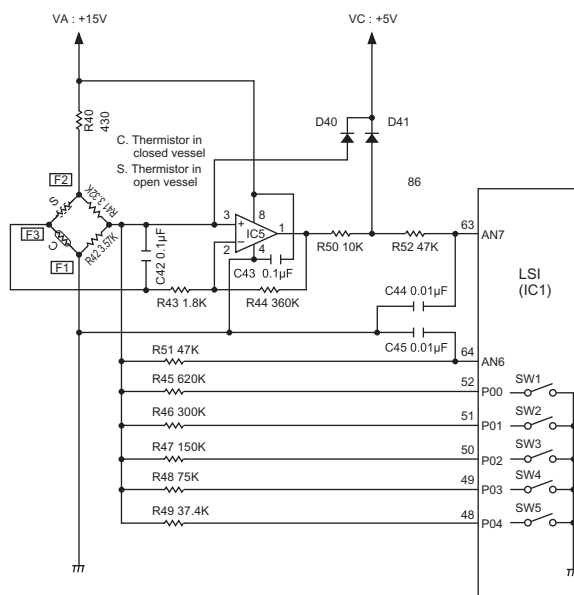 VA : +15V
VC : +5V
R40
430
D40
D41
C. Thermistor in
closed vessel
S. Thermistor in
open vessel
86
F2
S
R41 3.32K
F3
C
R42 3.57K
F1
C42 0.1µF
3
+
8
IC5
1
−
2
4
C43 0.1µF
R50 10K
R52 47K
63
AN7
LSI
(IC1)
R43 1.8K
R44 360K
C44 0.01µF
C45 0.01µF
64
AN6
R51 47K
R45 620K
52
P00
SW1
R46 300K
51
P01
SW2
R47 150K
50
P02
SW3
R48 75K
49
P03
SW4
R49 37.4K
48
P04
SW5